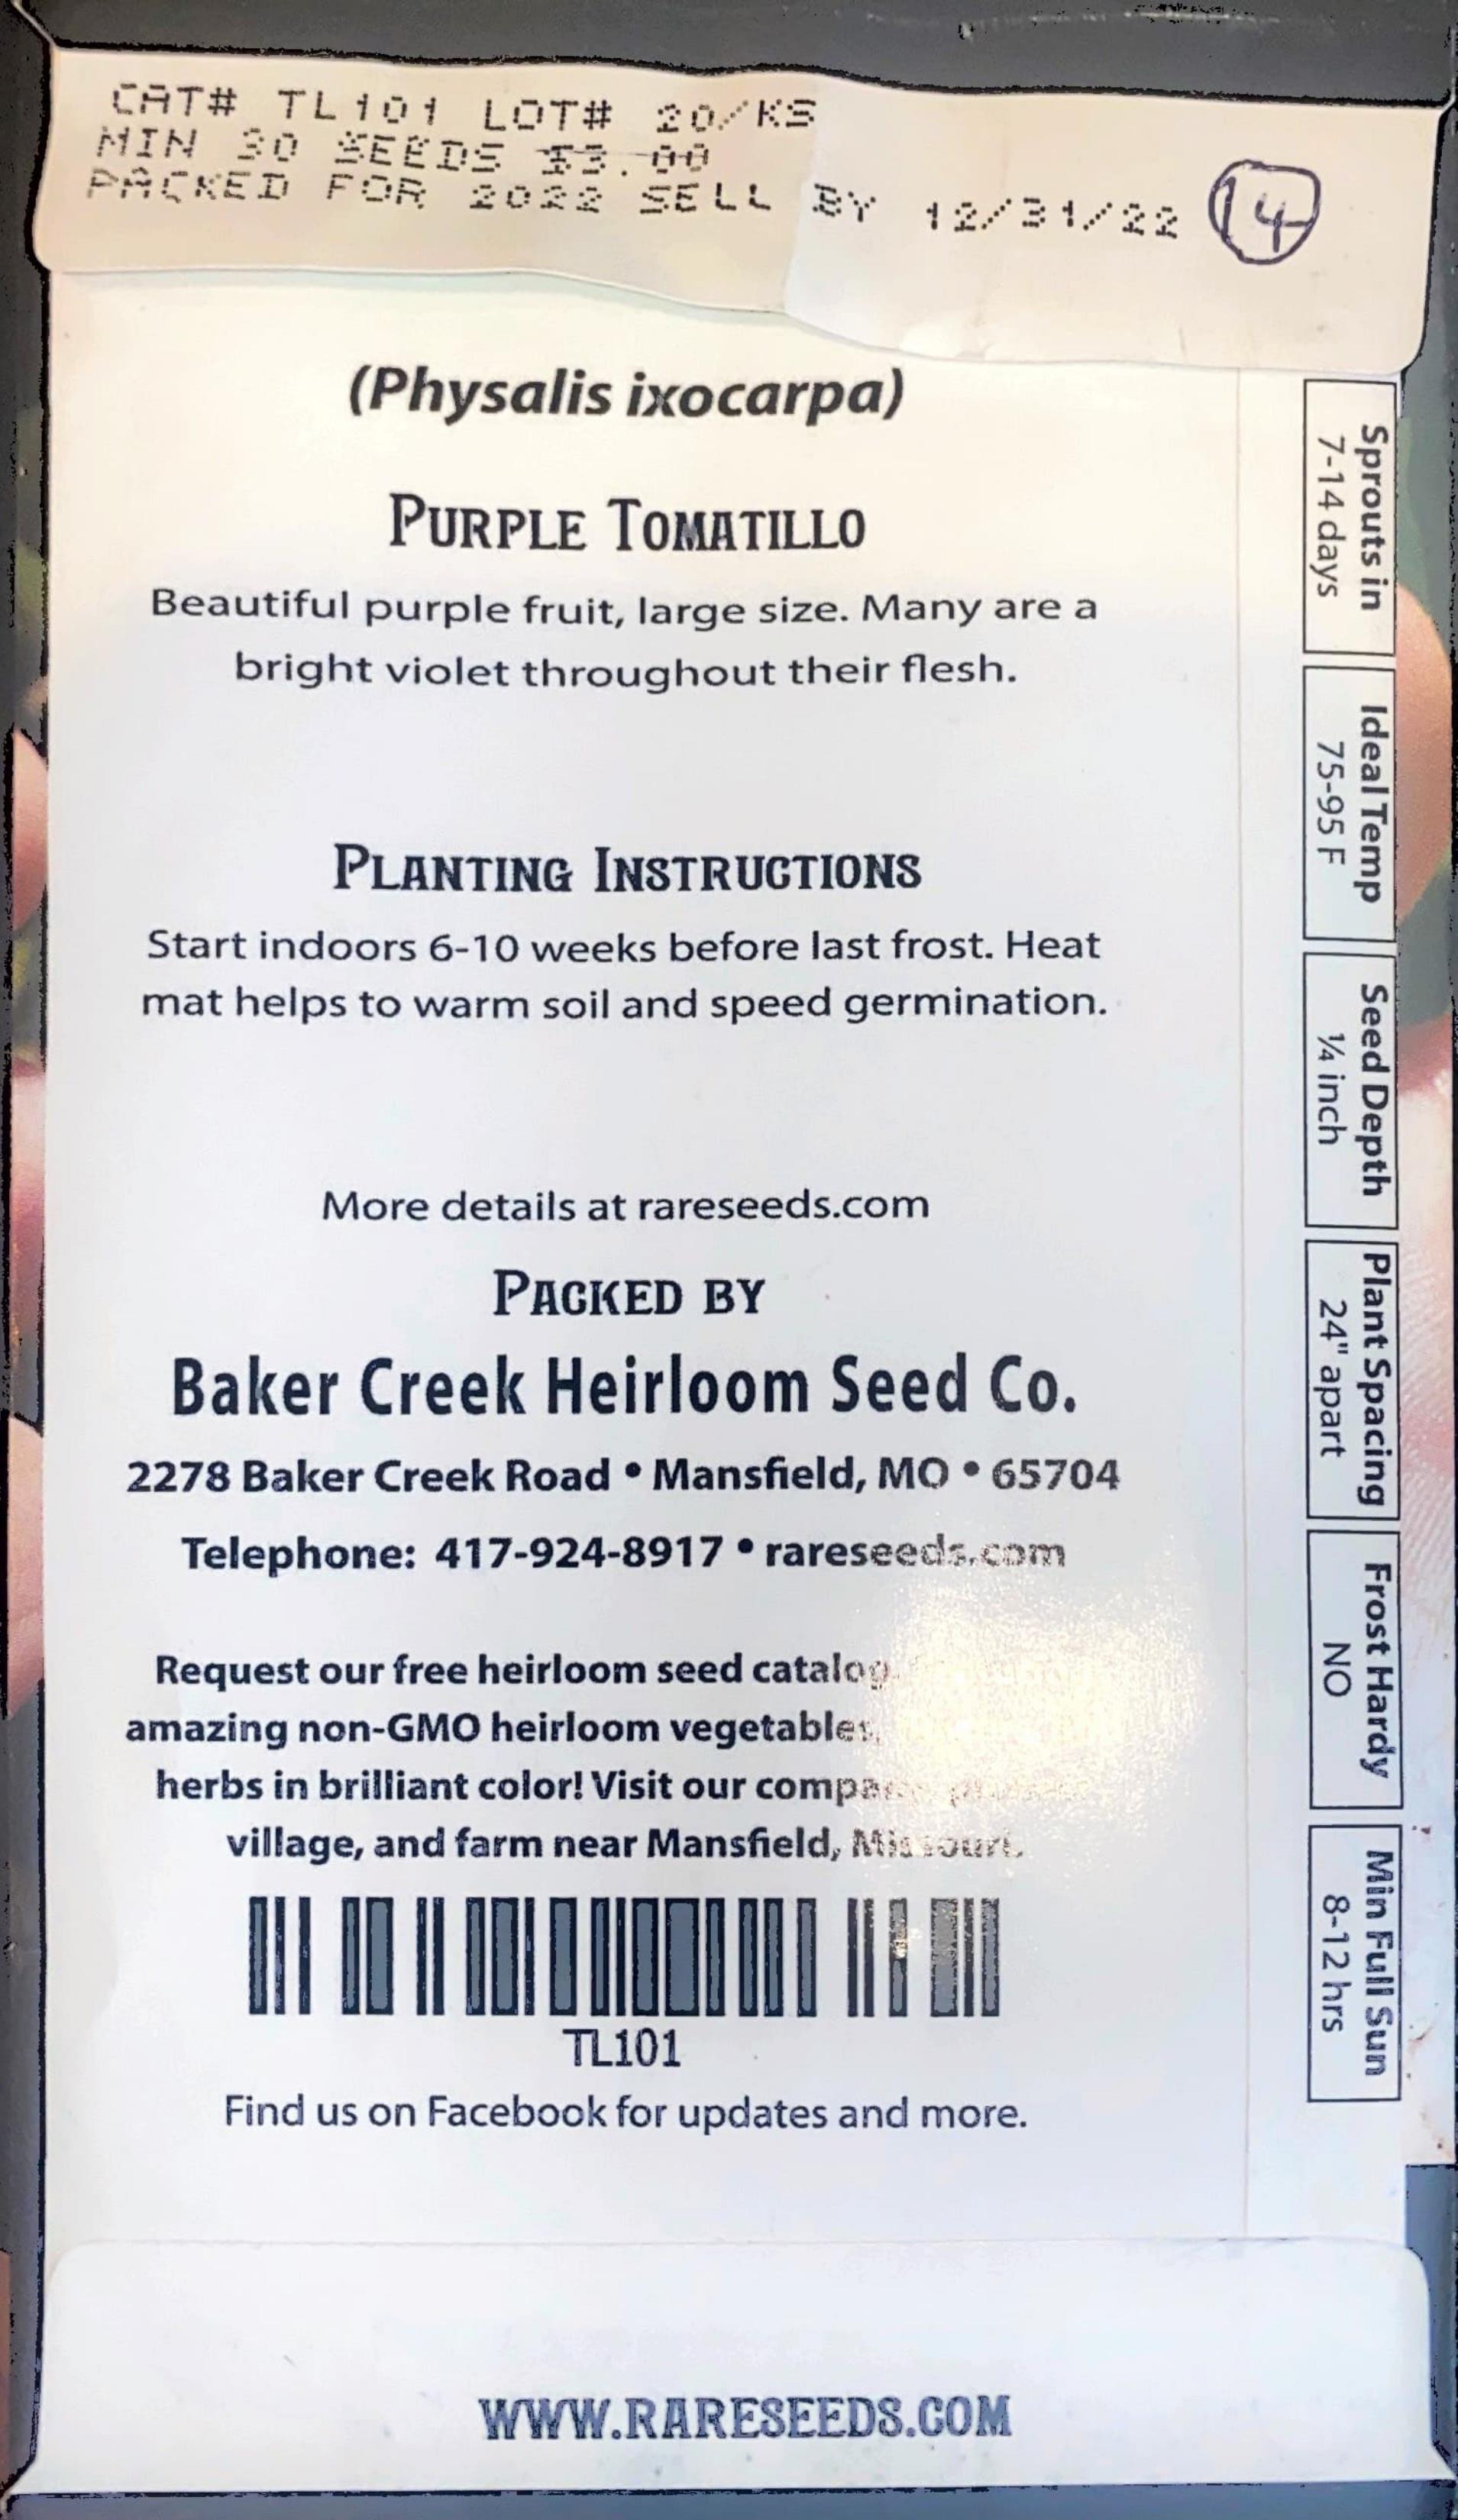 CAT# TL101 LOT# 20/KS
MIN 30 SEEDS $3.00
PACKED FOR 2022 SELL BY 12/31/22
14
(Physalis ixocarpa)
PURPLE TOMATILLO
Beautiful purple fruit, large size. Many are a
bright violet throughout their flesh.
PLANTING INSTRUCTIONS
Start indoors 6-10 weeks before last frost. Heat
mat helps to warm soil and speed germination.
More details at rareseeds.com
PACKED BY
Baker Creek Heirloom Seed Co.
2278 Baker Creek Road • Mansfield, MO • 65704
Telephone: 417-924-8917 • rareseeds.com
Request our free heirloom seed catalog.
amazing non-GMO heirloom vegetables,
herbs in brilliant color! Visit our company,
village, and farm near Mansfield, Missouri.
TL101
Find us on Facebook for updates and more.
WWW.RARESEEDS.COM
Sprouts in
7-14 days
Ideal Temp
75-95 F
Seed Depth
¼ inch
Plant Spacing
24" apart
Frost Hardy
NO
Min Full Sun
8-12 hrs